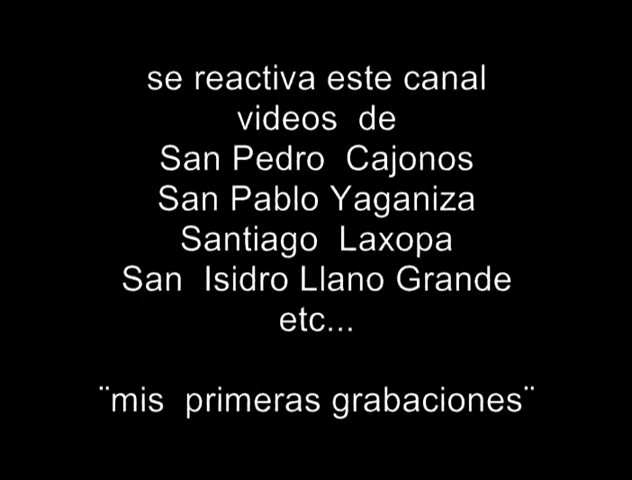 se reactiva este canal
videos  de
San Pedro  Cajonos
San Pablo Yaganiza
Santiago  Laxopa
San  Isidro Llano Grande
etc...
¨mis  primeras grabaciones¨